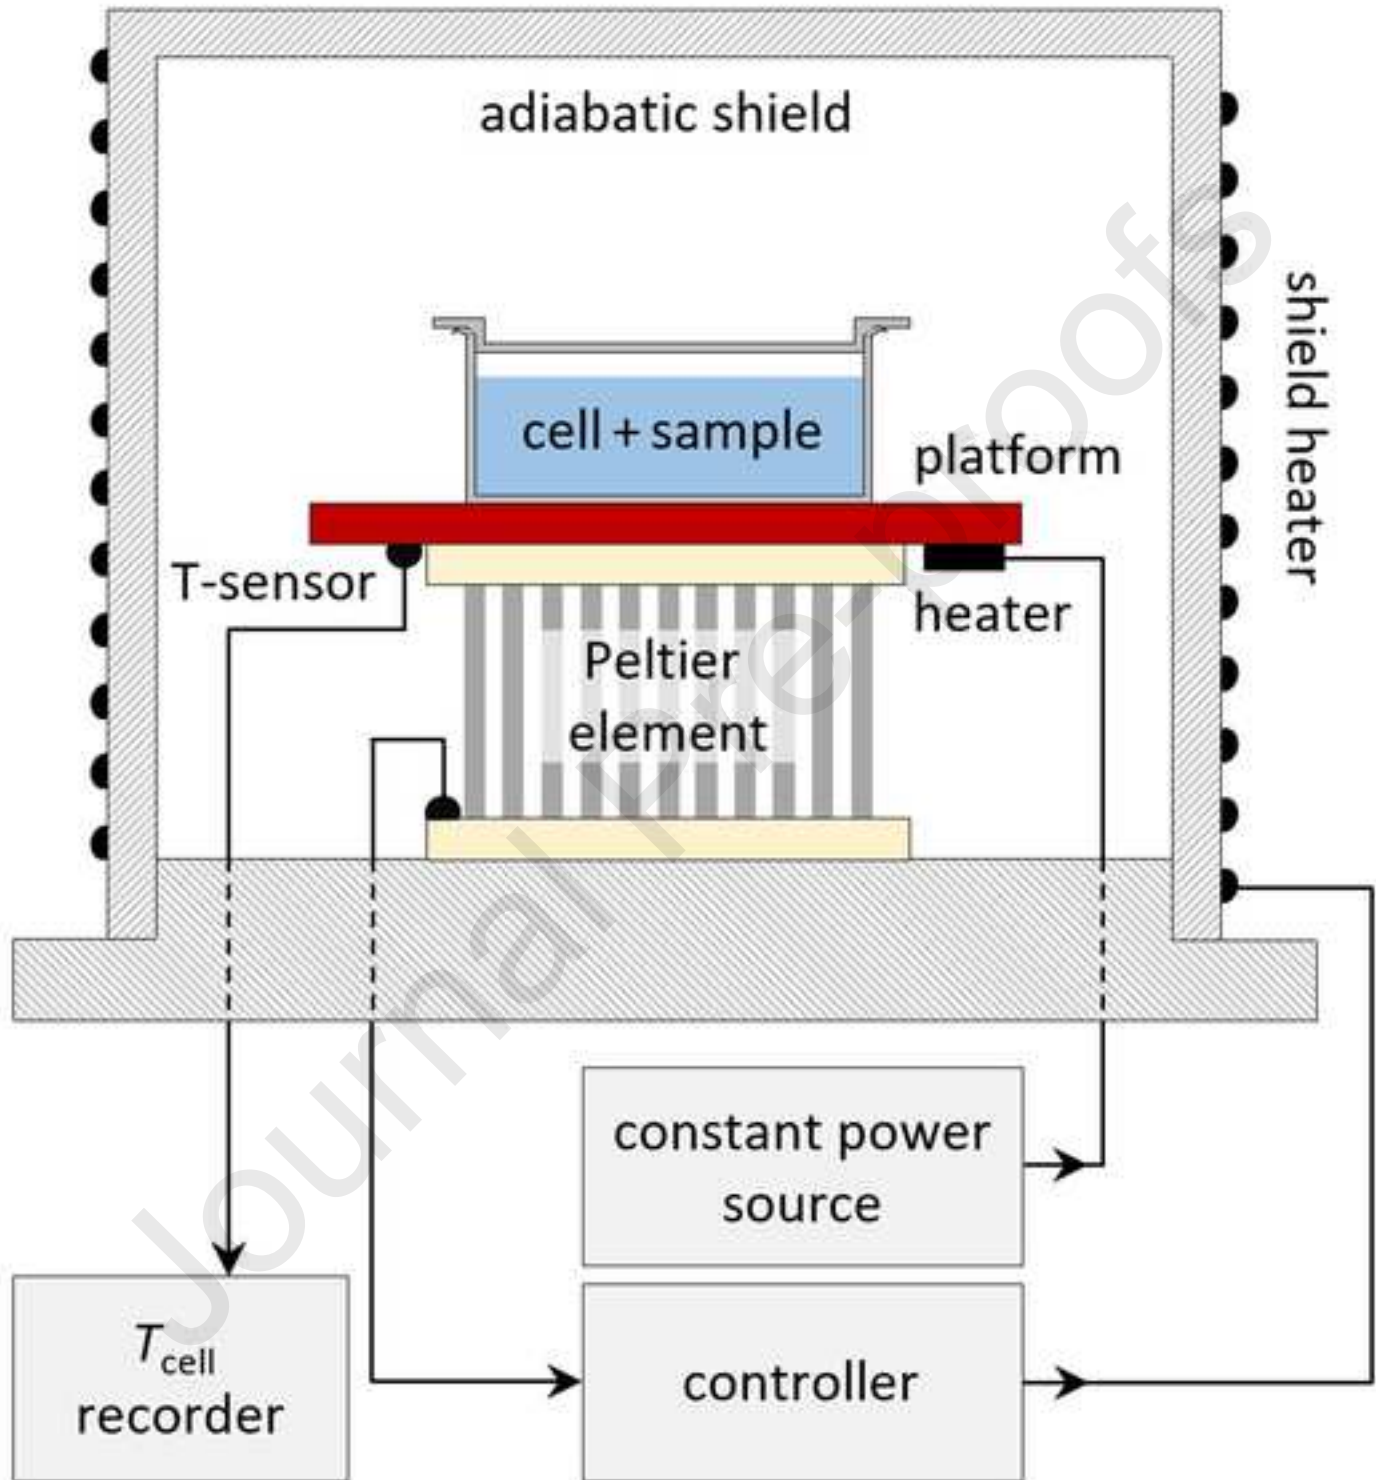 adiabatic shield
shield heater
cell + sample
platform
T-sensor
heater
Peltier
element
constant power
source
T cell
recorder
controller
Journal Pre-proofs